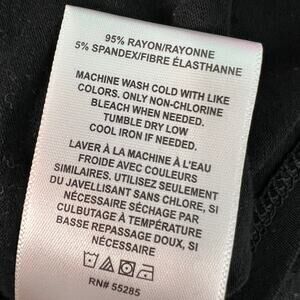 95% RAYON/RAYONNE
5% SPANDEX/FIBRE ÉLASTHANNE
MACHINE WASH COLD WITH LIKE
COLORS. ONLY NON-CHLORINE
BLEACH WHEN NEEDED.
TUMBLE DRY LOW
COOL IRON IF NEEDED.
LAVER À LA MACHINE À L'EAU
FROIDE AVEC COULEURS
SIMILAIRES. UTILISEZ SEULEMENT
DU JAVELLISANT SANS CHLORE, SI
NÉCESSAIRE SÉCHAGE PAR
CULBUTAGE À TEMPÉRATURE
BASSE REPASSAGE DOUX, SI
NÉCESSAIRE
RN# 55285